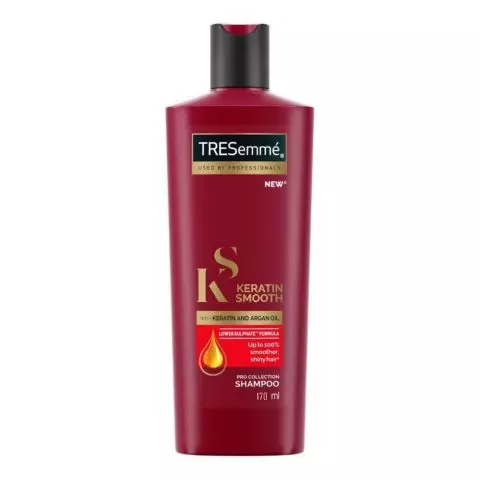 TRESemmé®
USED BY PROFESSIONALS
NEW^
KS
KERATIN
SMOOTH
WITH KERATIN AND ARGAN OIL
LOWER SULPHATE** FORMULA
Up to 100%
smoother,
shiny hair*
PRO COLLECTION
SHAMPOO
170 ml